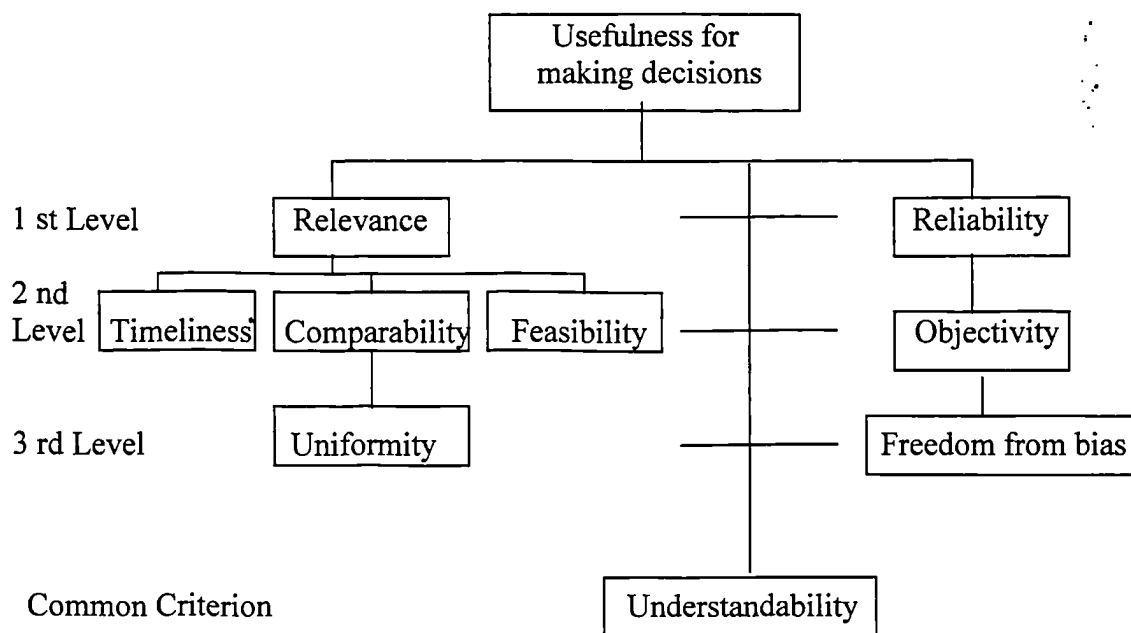 Usefulness for
making decisions
1 st Level
Relevance
Reliability
2 nd
Level
Timeliness
Comparability
Feasibility
Objectivity
3 rd Level
Uniformity
Freedom from bias
Common Criterion
Understandability